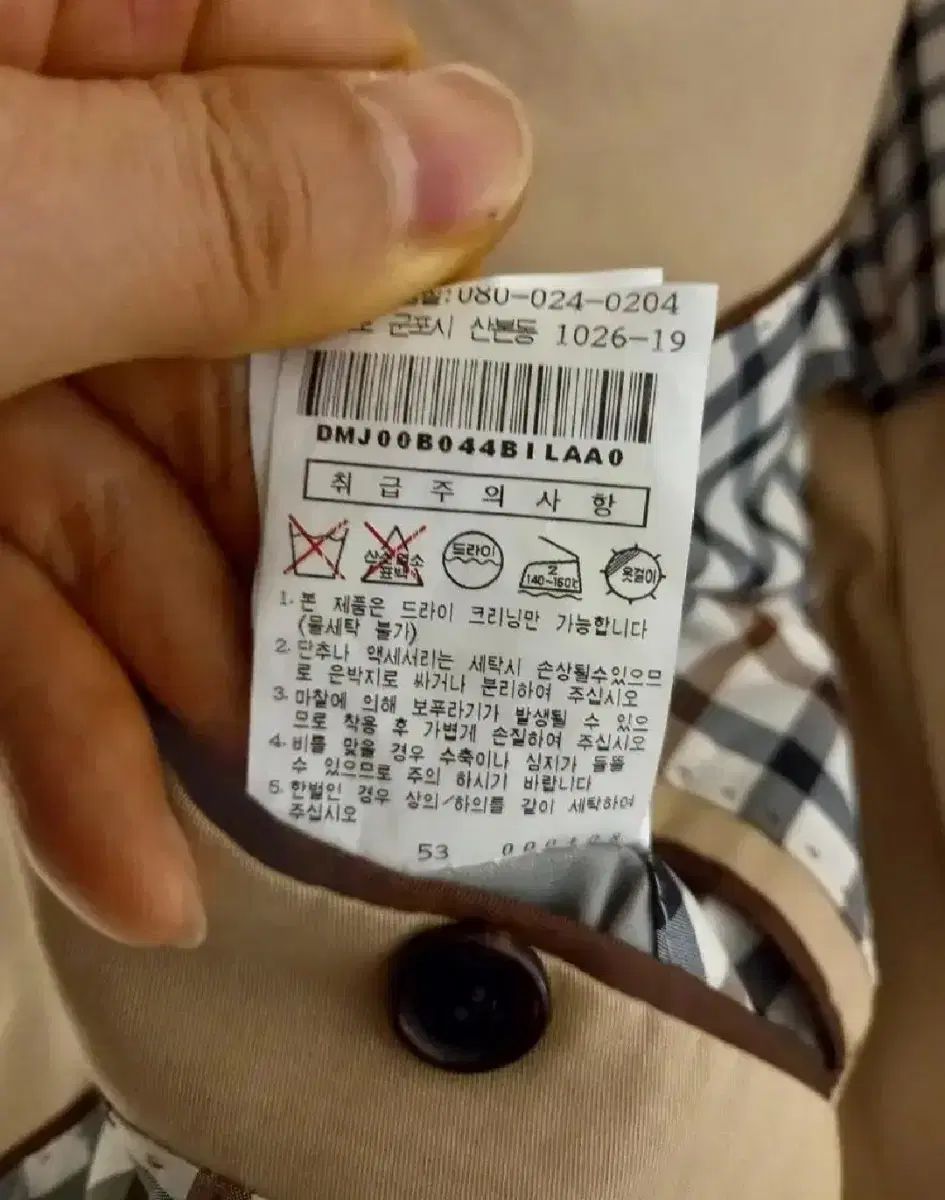 :080-024-0204
군포시 산본동 1026-19
DMJ00B044BILAA0
취급주의사항
산소염소
표백
드라이
2
140~160℃
옷걸이
1. 본 제품은 드라이 크리닝만 가능합니다
(물세탁 불가)
2. 단추나 액세서리는 세탁시 손상될수있으므
로 은박지로 싸거나 분리하여 주십시오
3. 마찰에 의해 보푸라기가 발생될 수 있으
므로 착용 후 가볍게 손질하여 주십시오
4. 비를 맞을 경우 수축이나 심지가 들뜰
수 있으므로 주의 하시기 바랍니다
5. 한벌인 경우 상의/하의를 같이 세탁하여
주십시오
53